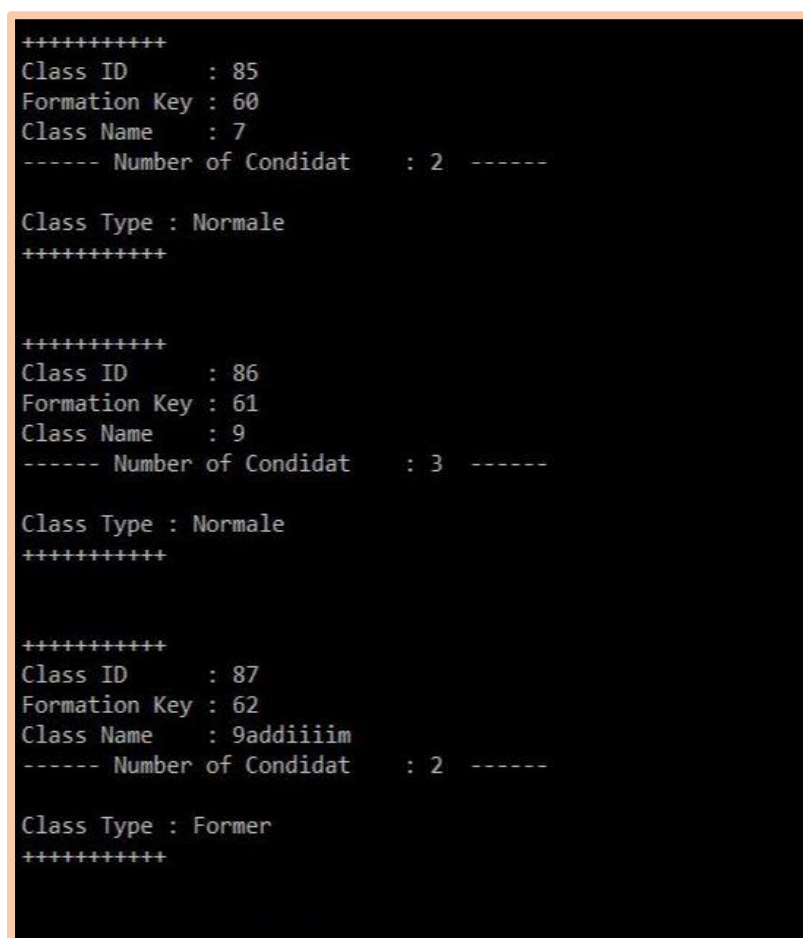 +++++++++++
Class ID      : 85
Formation Key : 60
Class Name    : 7
------ Number of Condidat    : 2  ------
Class Type : Normale
+++++++++++
+++++++++++
Class ID      : 86
Formation Key : 61
Class Name    : 9
------ Number of Condidat    : 3  ------
Class Type : Normale
+++++++++++
+++++++++++
Class ID      : 87
Formation Key : 62
Class Name    : 9addiiiim
------ Number of Condidat    : 2  ------
Class Type : Former
+++++++++++